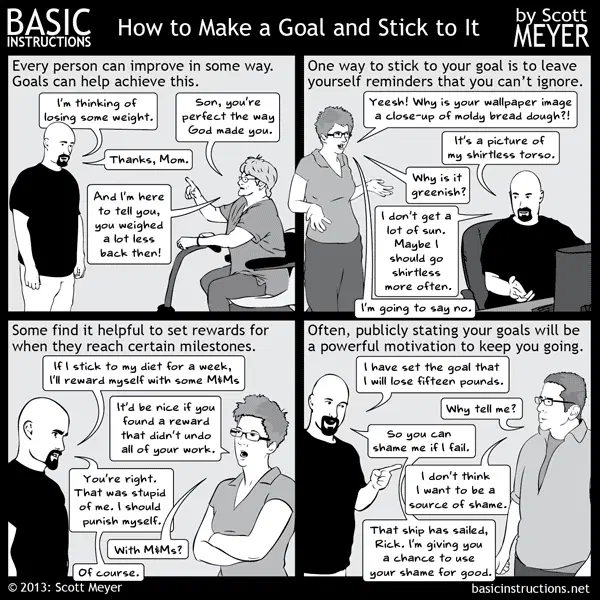 BASIC
INSTRUCTIONS
How to Make a Goal and Stick to It
by Scott
MEYER
Every person can improve in some way.
Goals can help achieve this.
I'm thinking of
losing some weight.
Son, you're
perfect the way
God made you.
Thanks, Mom.
And I'm here
to tell you,
you weighed
a lot less
back then!
One way to stick to your goal is to leave
yourself reminders that you can't ignore.
Yeesh! Why is your wallpaper image
a close-up of moldy bread dough?!
It's a picture of
my shirtless torso.
Why is it
greenish?
I don't get a
lot of sun.
Maybe I
should go
shirtless
more often.
I'm going to say no.
Some find it helpful to set rewards for
when they reach certain milestones.
If I stick to my diet for a week,
I'll reward myself with some M&Ms
It'd be nice if you
found a reward
that didn't undo
all of your work.
You're right.
That was stupid
of me. I should
punish myself.
With M&Ms?
Of course.
Often, publicly stating your goals will be
a powerful motivation to keep you going.
I have set the goal that
I will lose fifteen pounds.
Why tell me?
So you can
shame me if I fail.
I don't think
I want to be a
source of shame.
That ship has sailed,
Rick. I'm giving you
a chance to use
your shame for good.
© 2013: Scott Meyer
basicinstructions.net